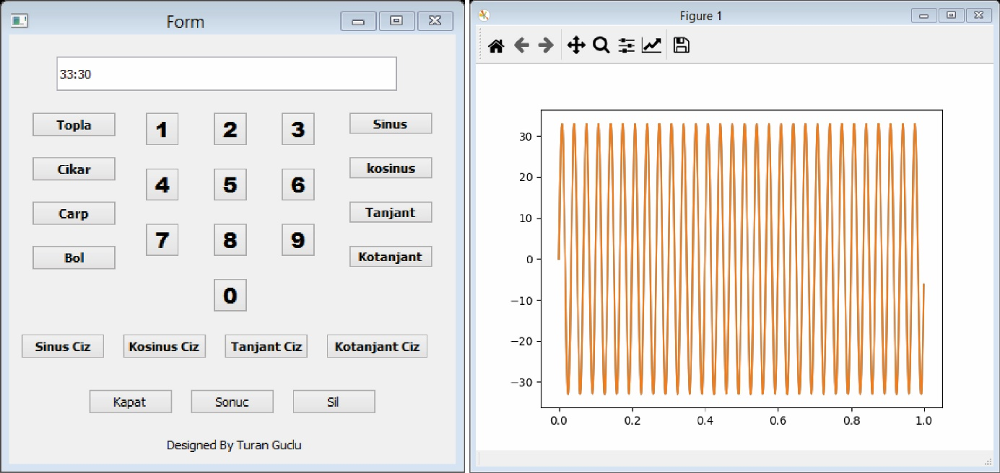 Form
33:30
Topla 1 2 3 Sinus
Cikar 4 5 6 kosinus
Carp 7 8 9 Tanjant
Bol 0 Kotanjant
Sinus Ciz Kosinus Ciz Tanjant Ciz Kotanjant Ciz
Kapat Sonuc Sil
Designed By Turan Guclu
Figure 1
30
20
10
0
−10
−20
−30
0.0 0.2 0.4 0.6 0.8 1.0